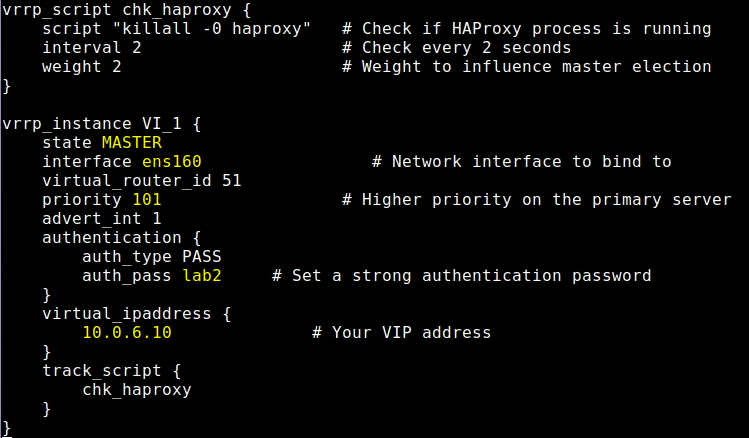 vrrp_script chk_haproxy {
    script "killall -0 haproxy"   # Check if HAProxy process is running
    interval 2                    # Check every 2 seconds
    weight 2                      # Weight to influence master election
}

vrrp_instance VI_1 {
    state MASTER
    interface ens160                 # Network interface to bind to
    virtual_router_id 51
    priority 101                  # Higher priority on the primary server
    advert_int 1
    authentication {
        auth_type PASS
        auth_pass lab2     # Set a strong authentication password
    }
    virtual_ipaddress {
        10.0.6.10              # Your VIP address
    }
    track_script {
        chk_haproxy
    }
}